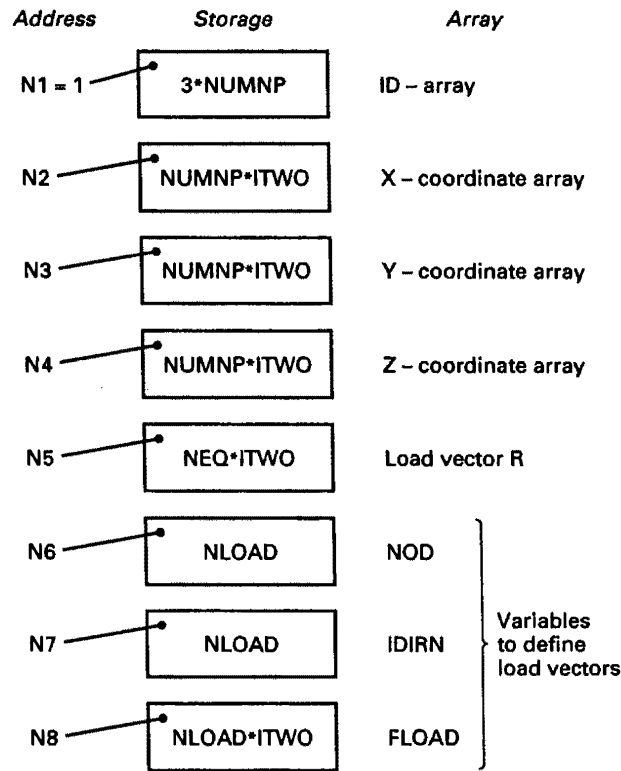 Address Storage Array
N1 = 1 3*NUMNP ID – array
N2 NUMNP*ITWO X – coordinate array
N3 NUMNP*ITWO Y – coordinate array
N4 NUMNP*ITWO Z – coordinate array
N5 NEQ*ITWO Load vector R
N6 NLOAD NOD
N7 NLOAD IDIRN
N8 NLOAD*ITWO FLOAD
Variables
to define
load vectors